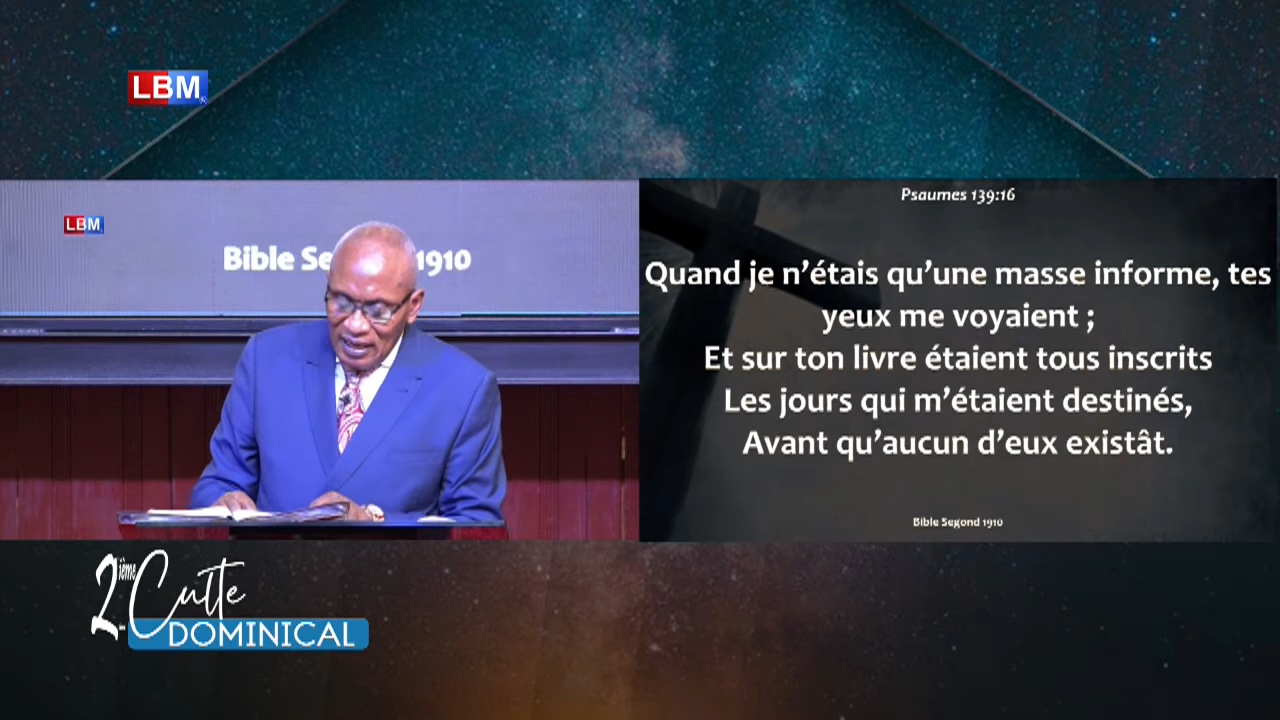 LBM
LBM
Bible Se 1910
Psaumes 139:16
Quand je n’étais qu’une masse informe, tes
yeux me voyaient ;
Et sur ton livre étaient tous inscrits
Les jours qui m’étaient destinés,
Avant qu’aucun d’eux existât.
Bible Segond 1910
2ième Culte
DOMINICAL